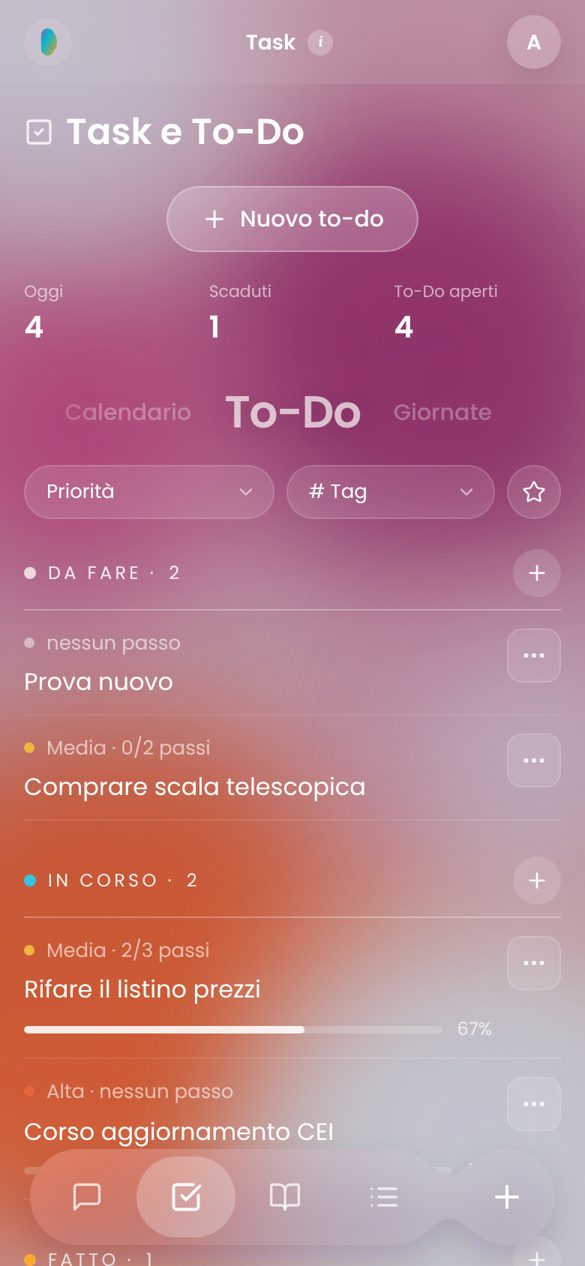 Task i A
Task e To-Do
+ Nuovo to-do
Oggi Scaduti To-Do aperti
4 1 4
Calendario To-Do Giornate
Priorità # Tag
DA FARE · 2
nessun passo
Prova nuovo
Media · 0/2 passi
Comprare scala telescopica
IN CORSO · 2
Media · 2/3 passi
Rifare il listino prezzi
67%
Alta · nessun passo
Corso aggiornamento CEI
FATTO · 1